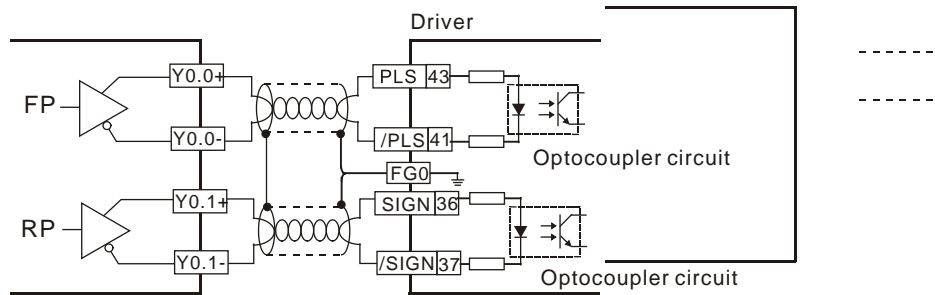 Driver
Y0.0+
PLS 43
FP
Y0.0-
/PLS 41
Optocoupler circuit
FG0
Y0.1+
SIGN 36
RP
Y0.1-
/SIGN 37
Optocoupler circuit